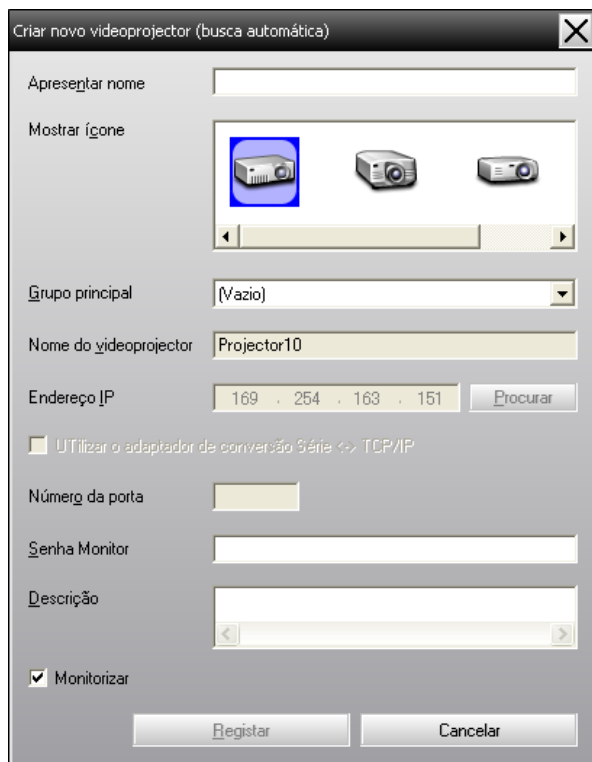 Criar novo videoprojector (busca automática)
Apresentar nome
Mostrar ícone
Grupo principal (Vazio)
Nome do videoprojector Projector10
Endereço IP 169 . 254 . 163 . 151 Procurar
UTilizar o adaptador de conversão Série <-> TCP/IP
Número da porta
Senha Monitor
Descrição
Monitorizar
Registar Cancelar